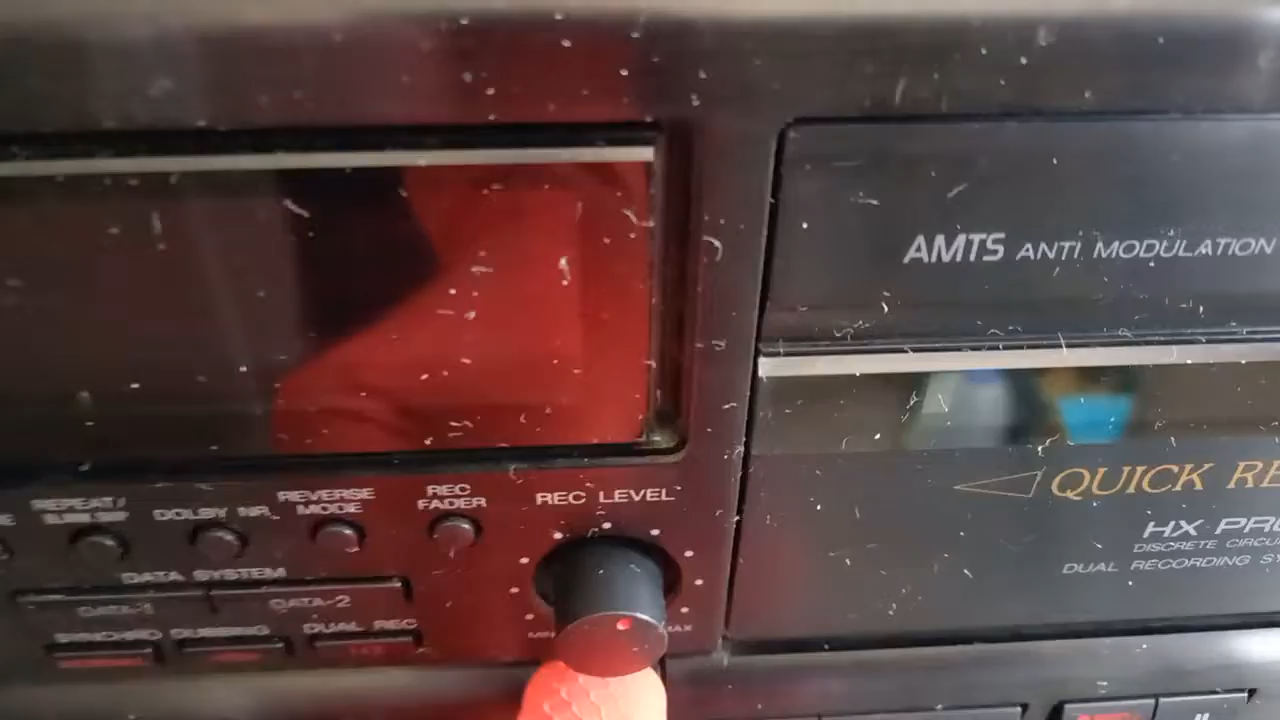 AMTS ANTI MODULATION
QUICK RE
HX PRO
DISCRETE CIRCU
DUAL RECORDING SY
REPEAT/
DOLBY NR
REVERSE
MODE
REC
FADER
REC LEVEL
DATA SYSTEM
DATA-1 DATA-2
SYNCHRO DUBBING DUAL REC
MIN MAX